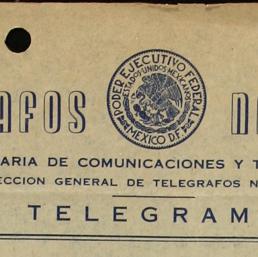 PODER EJECUTIVO FEDERAL
ESTADOS UNIDOS MEXICANOS
MEXICO. D.F.
AFOS N
ARIA DE COMUNICACIONES Y T
ECCION GENERAL DE TELEGRAFOS N
TELEGRAM